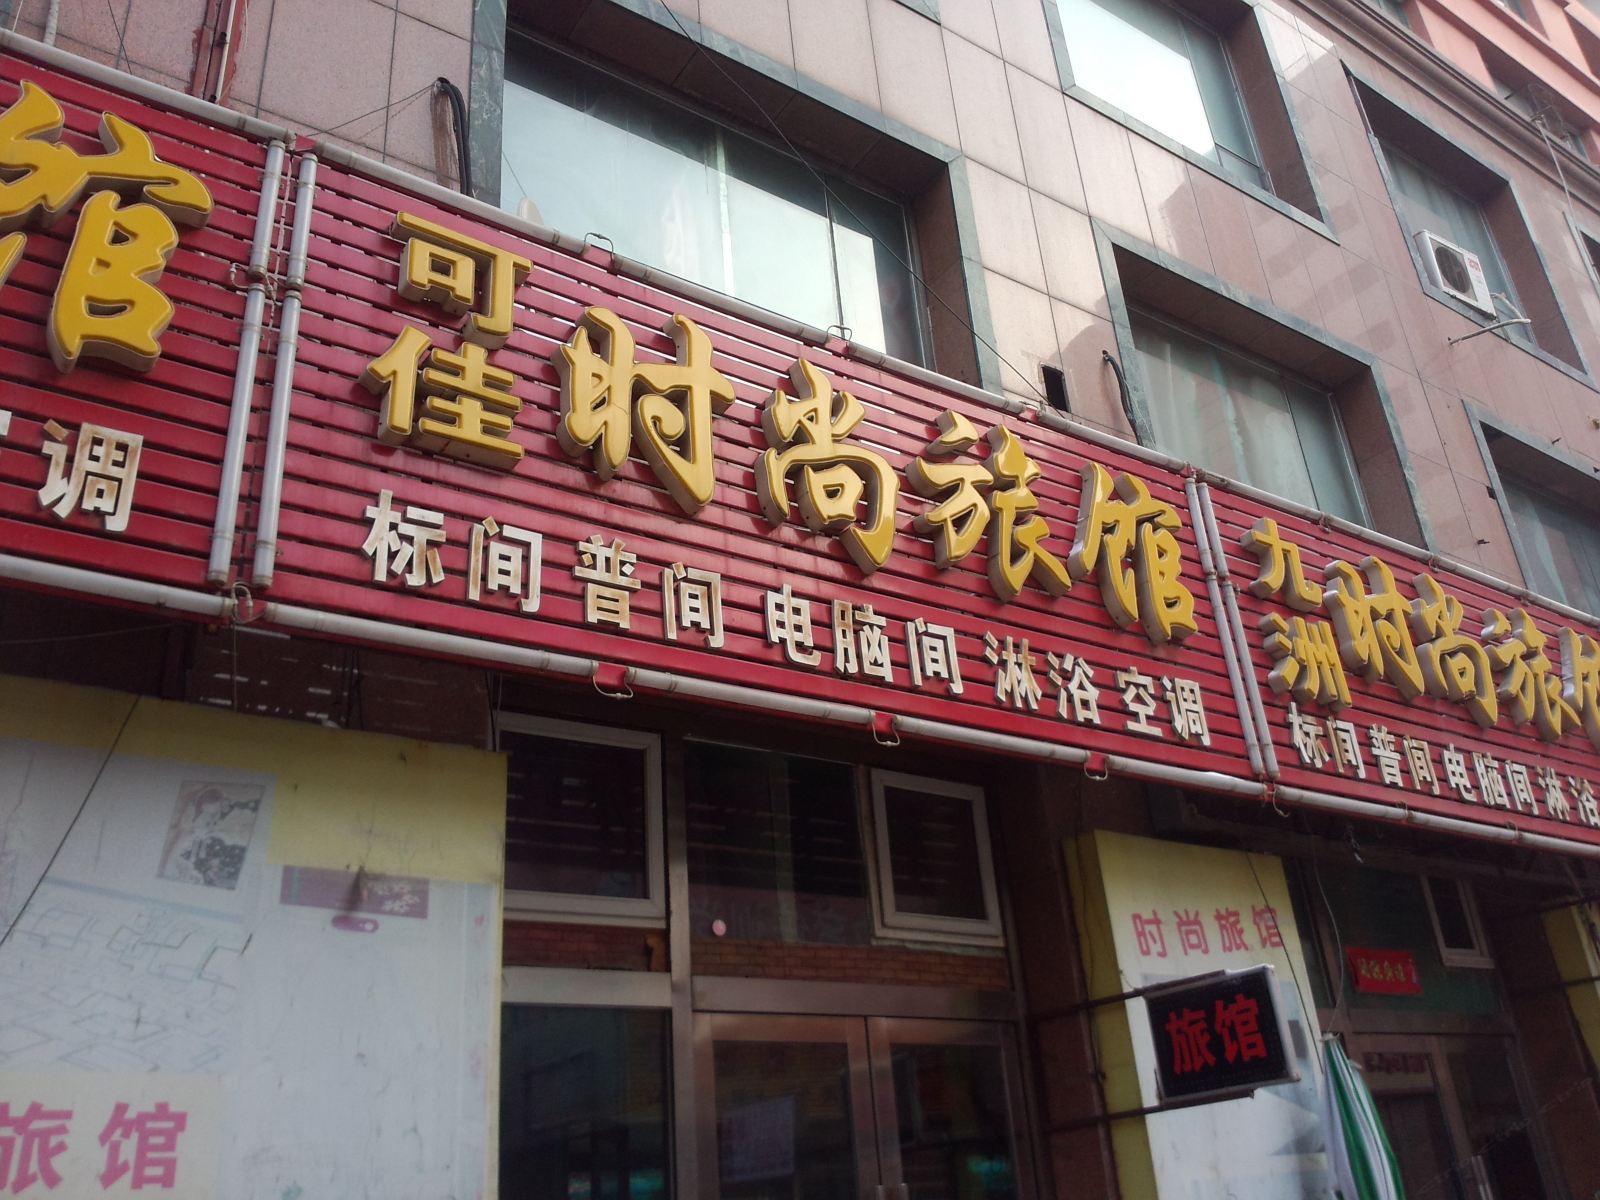 馆
调
可佳时尚旅馆
标间 普间 电脑间 淋浴 空调
九洲时尚旅馆
标间 普间 电脑间 淋浴
时尚旅馆
旅馆
旅馆